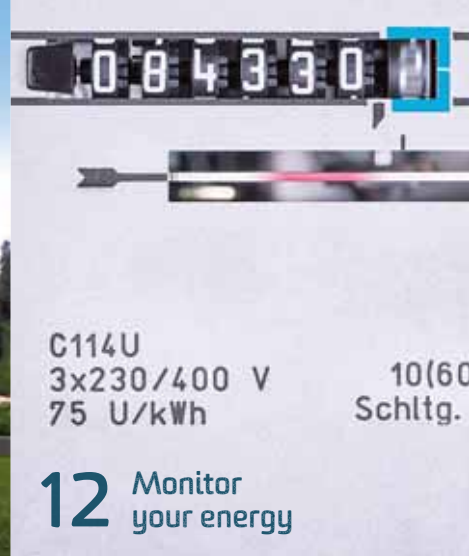 084330
C114U
3x230/400 V 10(60
75 U/kWh Schltg.
12 Monitor
your energy